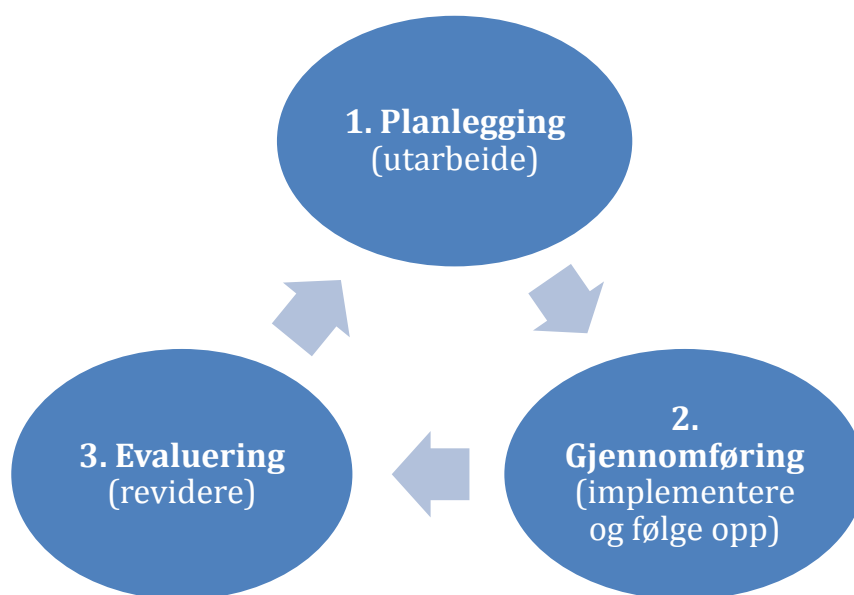 1. Planlegging
(utarbeide)
2.
Gjennomføring
(implementere
og følge opp)
3. Evaluering
(revidere)